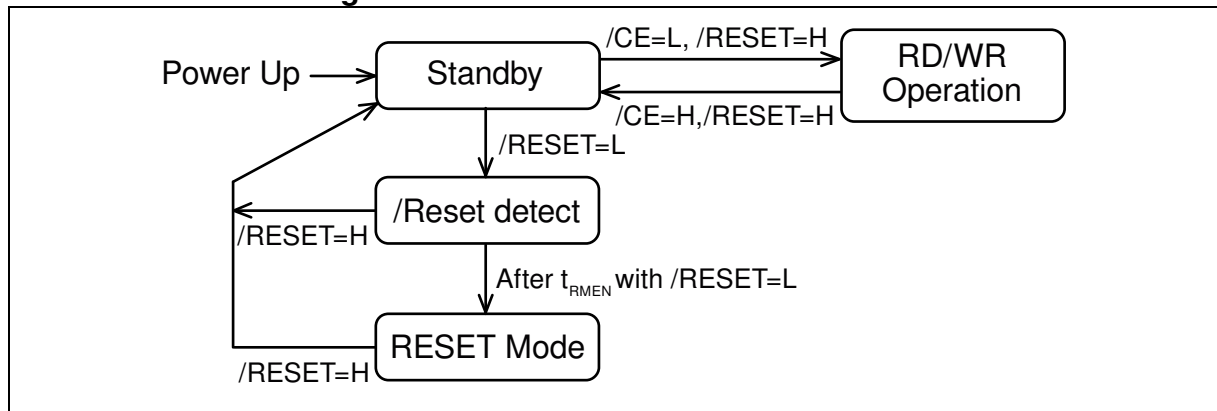 /CE=L, /RESET=H
Power Up
Standby
RD/WR
Operation
/CE=H,/RESET=H
/RESET=L
/Reset detect
/RESET=H
After tRMEN with /RESET=L
RESET Mode
/RESET=H